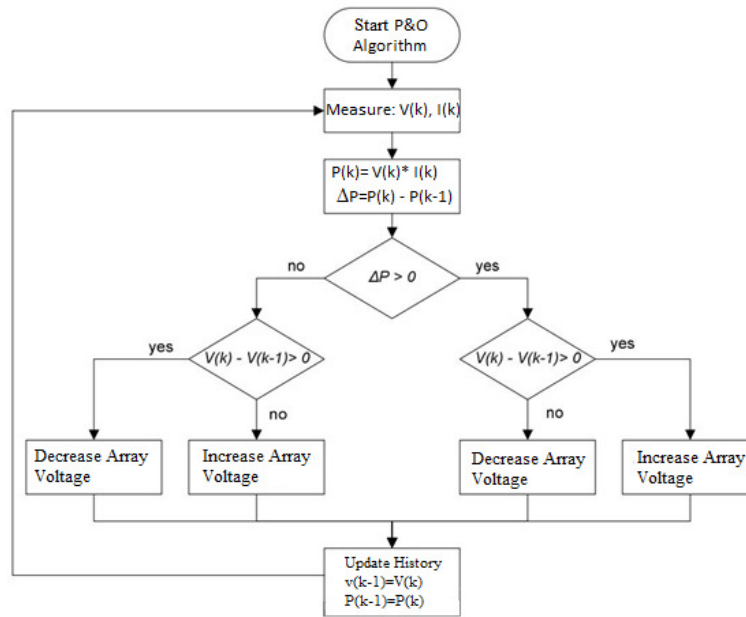 Start P&O
Algorithm
Measure: V(k), I(k)
P(k)= V(k)* I(k)
ΔP=P(k) - P(k-1)
ΔP > 0
no
yes
V(k) - V(k-1)> 0
yes
no
V(k) - V(k-1)> 0
yes
no
Decrease Array
Voltage
Increase Array
Voltage
Decrease Array
Voltage
Increase Array
Voltage
Update History
v(k-1)=V(k)
P(k-1)=P(k)